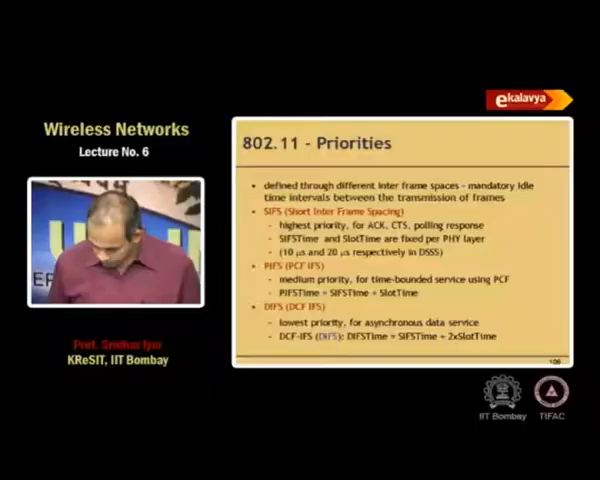 ekalavya
Wireless Networks
Lecture No. 6
802.11 - Priorities
• defined through different inter frame spaces – mandatory idle
time intervals between the transmission of frames
• SIFS (Short Inter Frame Spacing)
– highest priority, for ACK, CTS, polling response
– SIFSTime and SlotTime are fixed per PHY layer
– (10 µs and 20 µs respectively in DSSS)
• PIFS (PCF IFS)
– medium priority, for time-bounded service using PCF
– PIFSTime = SIFSTime + SlotTime
• DIFS (DCF IFS)
– lowest priority, for asynchronous data service
– DCF-IFS (DIFS): DIFSTime = SIFSTime + 2xSlotTime
Prof. Sridhar Iyer
KReSIT, IIT Bombay
106
IIT Bombay
TIFAC